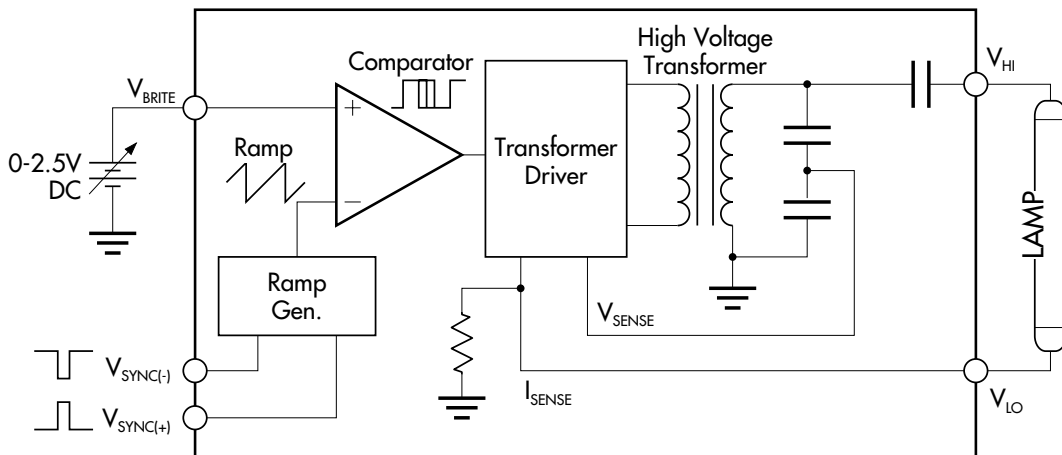 High Voltage
Transformer
Comparator
V_HI
V_BRITE
+
0-2.5V
DC
Ramp
Transformer
Driver
LAMP
−
Ramp
Gen.
V_SENSE
V_SYNC(-)
I_SENSE
V_LO
V_SYNC(+)